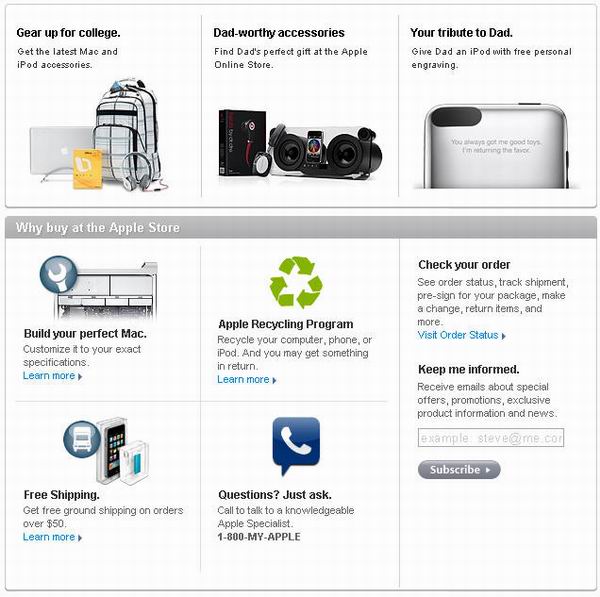 Gear up for college.
Get the latest Mac and
iPod accessories.
Dad-worthy accessories
Find Dad's perfect gift at the Apple
Online Store.
Your tribute to Dad.
Give Dad an iPod with free personal
engraving.
You always got me good toys.
I'm returning the favor.
Why buy at the Apple Store
Build your perfect Mac.
Customize it to your exact
specifications.
Learn more
Apple Recycling Program
Recycle your computer, phone, or
iPod. And you may get something
in return.
Learn more
Check your order
See order status, track shipment,
pre-sign for your package, make
a change, return items, and
more.
Visit Order Status
Keep me informed.
Receive emails about special
offers, promotions, exclusive
product information and news.
example: steve@me.com
Subscribe
Free Shipping.
Get free ground shipping on orders
over $50.
Learn more
Questions? Just ask.
Call to talk to a knowledgeable
Apple Specialist.
1-800-MY-APPLE